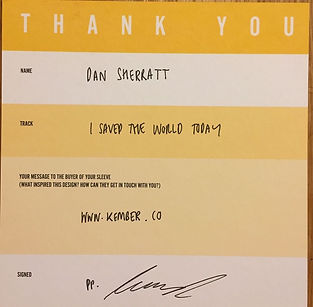 THANK YOU
NAME
DAN SHERRATT
TRACK
I SAVED THE WORLD TODAY
YOUR MESSAGE TO THE BUYER OF YOUR SLEEVE
(WHAT INSPIRED THIS DESIGN? HOW CAN THEY GET IN TOUCH WITH YOU?)
WWW.KEMBER.CO
SIGNED
PP.